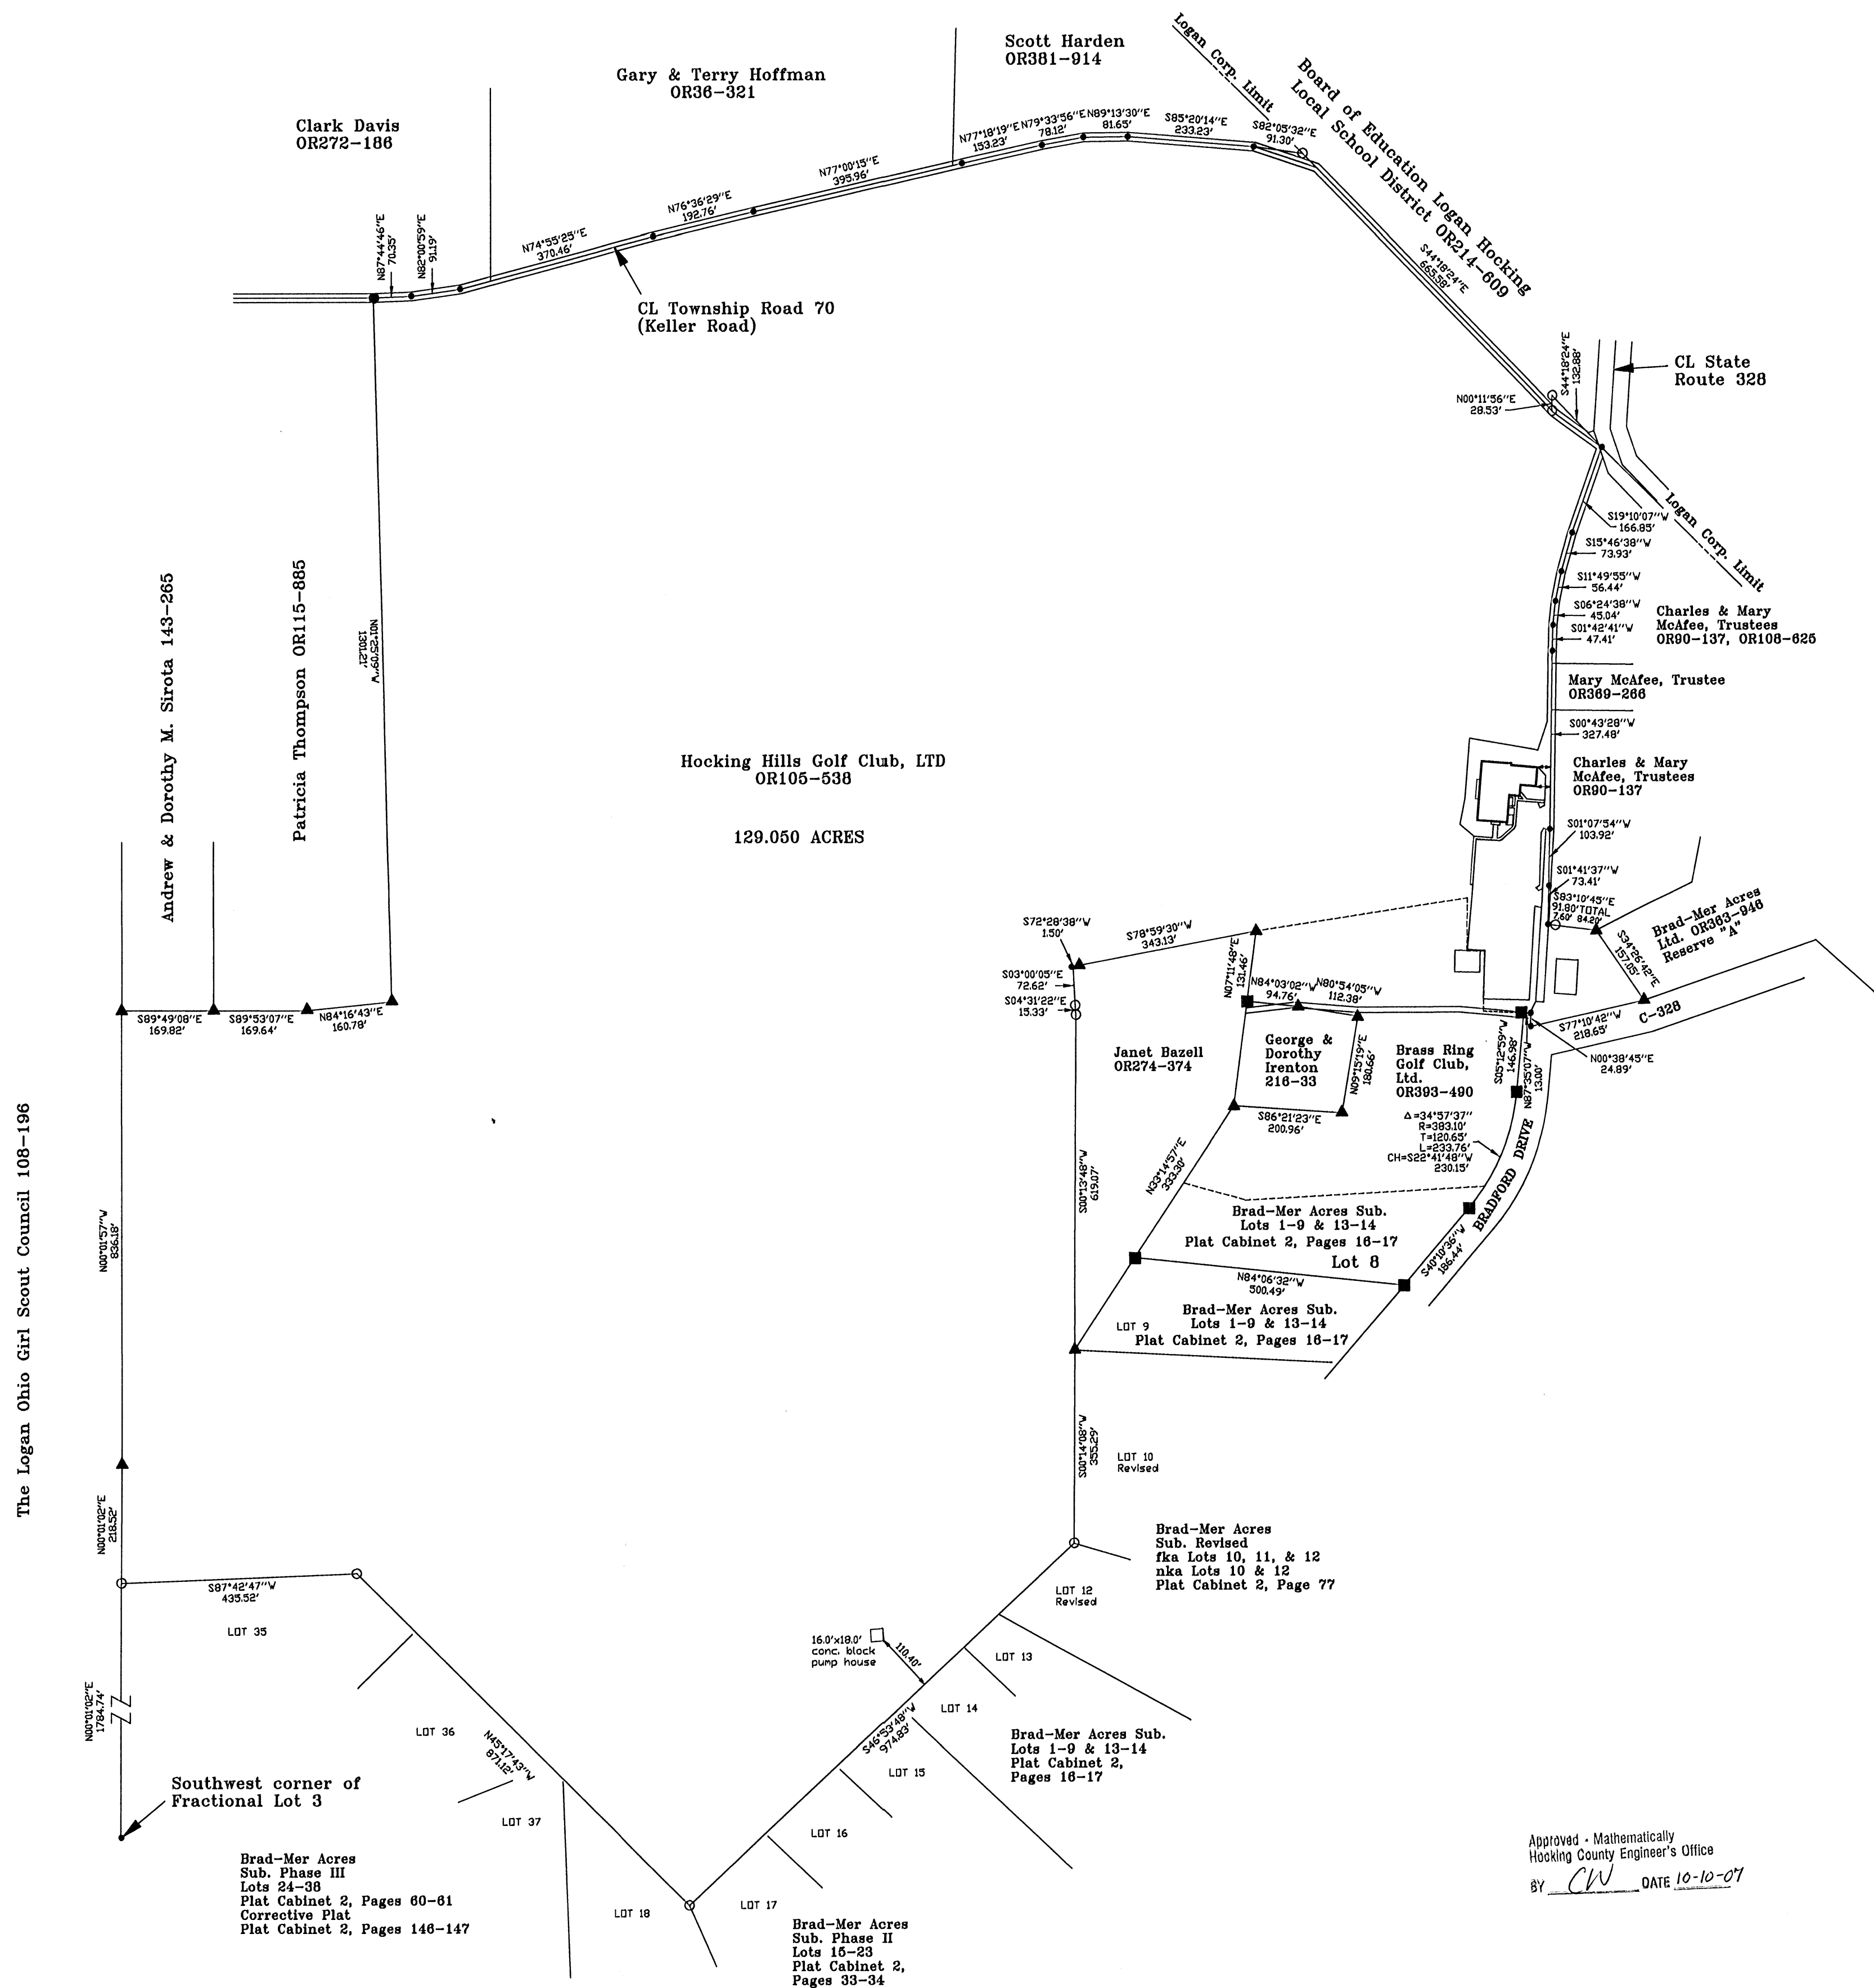 Clark Davis
OR272-186
Gary & Terry Hoffman
OR36-321
Scott Harden
OR381-914
Logan Corp. Limit
Board of Education Logan Hocking
Local School District OR214-609
N87°44'46"E
70.35'
N82°00'59"E
91.19'
N74°55'25"E
370.46'
N76°36'29"E
192.76'
N77°00'15"E
395.96'
N77°18'19"E
153.23'
N79°33'56"E
78.12'
N89°13'30"E
81.65'
S85°20'14"E
233.23'
S82°05'32"E
91.30'
CL Township Road 70
(Keller Road)
S44°18'24"E
665.58'
N00°11'56"E
28.53'
S44°18'24"E
132.88'
CL State
Route 328
Logan Corp. Limit
S19°10'07"W
166.85'
S15°46'38"W
73.93'
S11°49'55"W
56.44'
S06°24'38"W
45.04'
S01°42'41"W
47.41'
Charles & Mary
McAfee, Trustees
OR90-137, OR108-625
Mary McAfee, Trustee
OR369-266
S00°43'28"W
327.48'
Charles & Mary
McAfee, Trustees
OR90-137
S01°07'54"W
103.92'
S01°41'37"W
73.41'
S83°10'45"E
91.80'TOTAL
7.60' 84.20'
Brad-Mer Acres
Ltd. OR363-946
Reserve "A"
S34°26'42"E
157.05'
S77°10'42"W
218.65'
C-328
N00°38'45"E
24.89'
Andrew & Dorothy M. Sirota 143-265
Patricia Thompson OR115-885
N01°25'09"W
1301.21'
Hocking Hills Golf Club, LTD
OR105-538
129.050 ACRES
S89°49'08"E
169.82'
S89°53'07"E
169.64'
N84°16'43"E
160.78'
S72°28'38"W
1.50'
S78°59'30"W
343.13'
S03°00'05"E
72.62'
S04°31'22"E
15.33'
N07°11'48"E
131.46'
N84°03'02"W
94.76'
N80°54'05"W
112.38'
Janet Bazell
OR274-374
George &
Dorothy
Irenton
216-33
N09°15'19"E
180.66'
Brass Ring
Golf Club,
Ltd.
OR393-490
S05°12'59"W
146.98'
N87°35'07"W
13.00'
S86°21'23"E
200.96'
Δ=34°57'37"
R=383.10'
T=120.65'
L=233.76'
CH=S22°41'48"W
230.15'
BRADFORD DRIVE
S00°13'48"W
619.07'
N33°14'57"E
333.30'
Brad-Mer Acres Sub.
Lots 1-9 & 13-14
Plat Cabinet 2, Pages 16-17
Lot 8
S40°10'36"W
186.44'
N84°06'32"W
500.49'
Brad-Mer Acres Sub.
Lots 1-9 & 13-14
Plat Cabinet 2, Pages 16-17
LOT 9
The Logan Ohio Girl Scout Council 108-196
N00°01'57"W
836.18'
S00°14'08"W
355.29'
LOT 10
Revised
N00°01'02"E
218.52'
Brad-Mer Acres
Sub. Revised
fka Lots 10, 11, & 12
nka Lots 10 & 12
Plat Cabinet 2, Page 77
S87°42'47"W
435.52'
LOT 35
LOT 12
Revised
16.0'x18.0'
conc. block
pump house
110.40'
LOT 13
LOT 14
N00°01'02"E
1784.74'
LOT 36
N45°17'43"W
871.12'
S46°53'48"W
974.83'
Brad-Mer Acres Sub.
Lots 1-9 & 13-14
Plat Cabinet 2,
Pages 16-17
LOT 15
Southwest corner of
Fractional Lot 3
LOT 37
LOT 16
Brad-Mer Acres
Sub. Phase III
Lots 24-38
Plat Cabinet 2, Pages 60-61
Corrective Plat
Plat Cabinet 2, Pages 146-147
LOT 18
LOT 17
Brad-Mer Acres
Sub. Phase II
Lots 15-23
Plat Cabinet 2,
Pages 33-34
Approved - Mathematically
Hocking County Engineer's Office
BY CW DATE 10-10-07